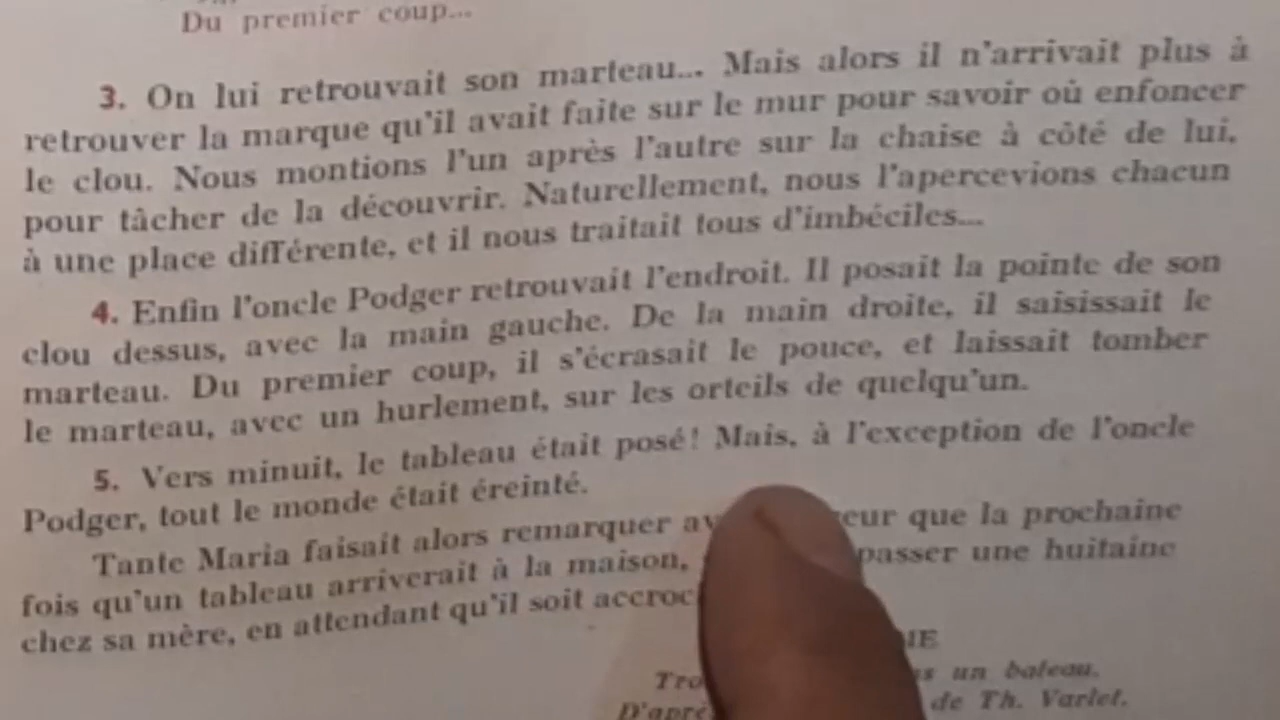 Du premier coup...
3. On lui retrouvait son marteau... Mais alors il n'arrivait plus à
retrouver la marque qu'il avait faite sur le mur pour savoir où enfoncer
le clou. Nous montions l'un après l'autre sur la chaise à côté de lui,
pour tâcher de la découvrir. Naturellement, nous l'apercevions chacun
à une place différente, et il nous traitait tous d'imbéciles...
4. Enfin l'oncle Podger retrouvait l'endroit. Il posait la pointe de son
clou dessus, avec la main gauche. De la main droite, il saisissait le
marteau. Du premier coup, il s'écrasait le pouce, et laissait tomber
le marteau, avec un hurlement, sur les orteils de quelqu'un.
5. Vers minuit, le tableau était posé! Mais, à l'exception de l'oncle
Podger, tout le monde était éreinté.
Tante Maria faisait alors remarquer que la prochaine
fois qu'un tableau arriverait à la maison, passer une huitaine
chez sa mère, en attendant qu'il soit
un bateau.
de Th. Varlet.